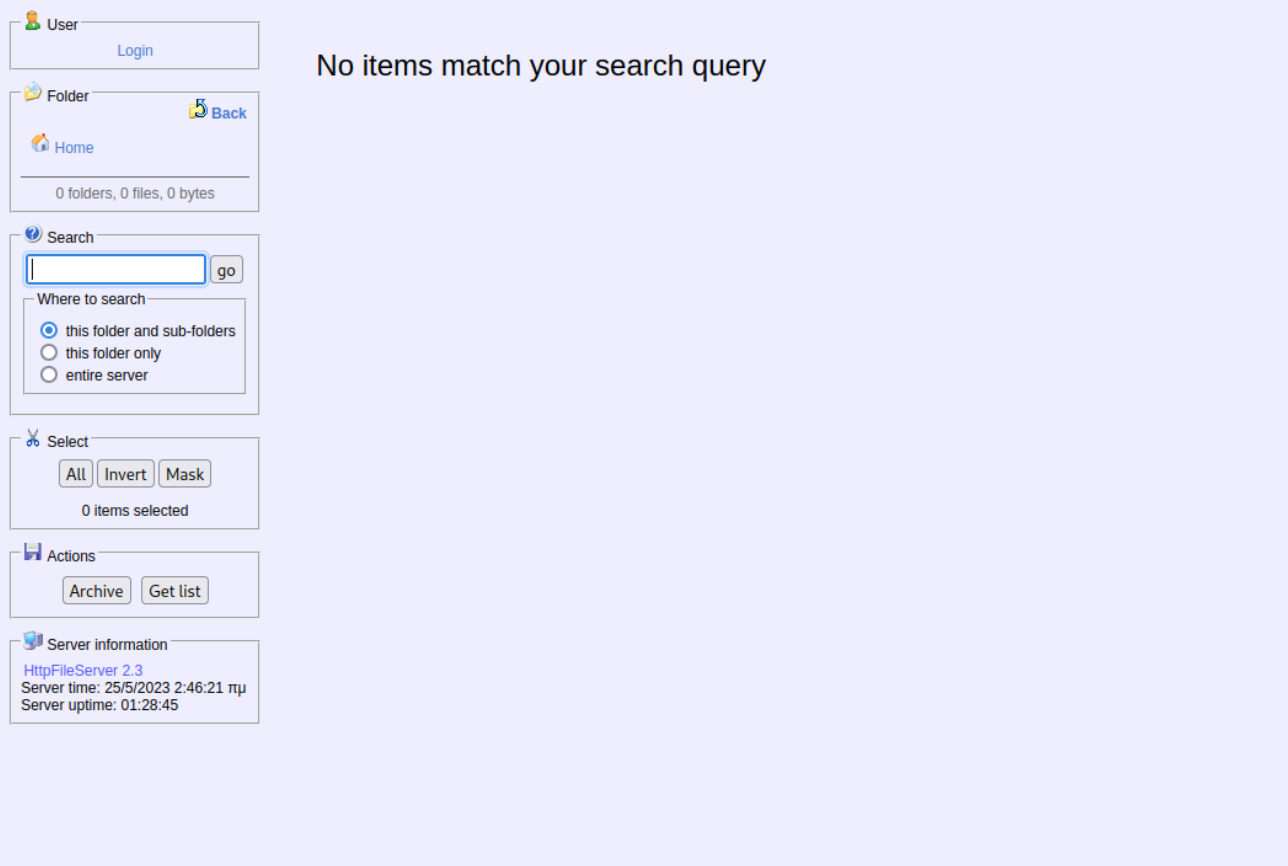 User
Login
Folder
Back
Home
0 folders, 0 files, 0 bytes
Search
go
Where to search
this folder and sub-folders
this folder only
entire server
Select
All Invert Mask
0 items selected
Actions
Archive Get list
Server information
HttpFileServer 2.3
Server time: 25/5/2023 2:46:21 πμ
Server uptime: 01:28:45
No items match your search query